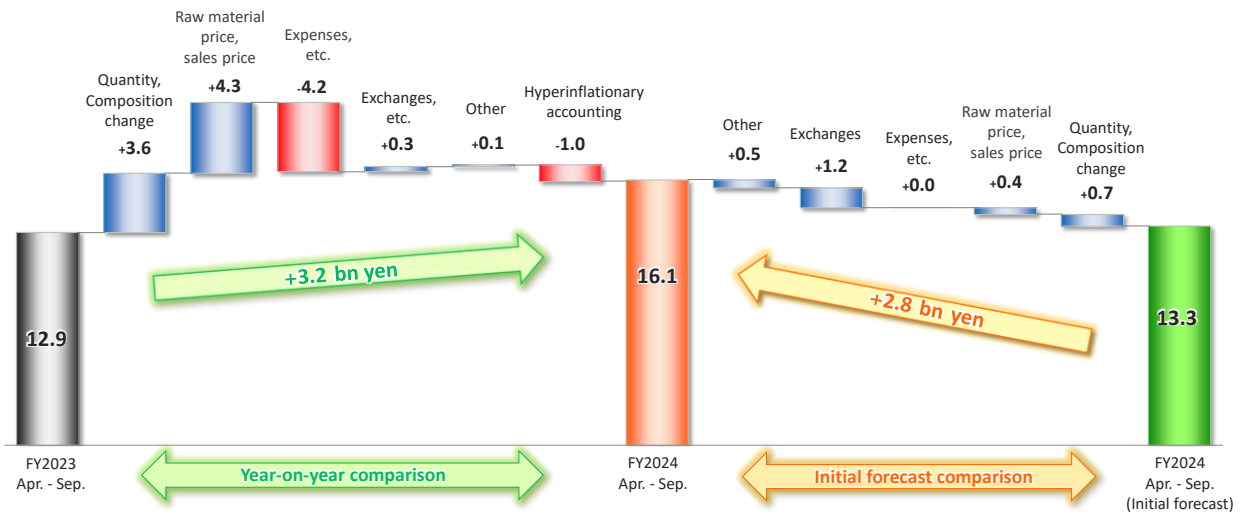 Quantity,
Composition
change
+3.6
Raw material
price,
sales price
+4.3
Expenses,
etc.
-4.2
Exchanges,
etc.
+0.3
Other
+0.1
Hyperinflationary
accounting
-1.0
Other
+0.5
Exchanges
+1.2
Expenses,
etc.
+0.0
Raw material
price,
sales price
+0.4
Quantity,
Composition
change
+0.7
+3.2 bn yen
+2.8 bn yen
12.9
16.1
13.3
FY2023
Apr. - Sep.
Year-on-year comparison
FY2024
Apr. - Sep.
Initial forecast comparison
FY2024
Apr. - Sep.
(Initial forecast)